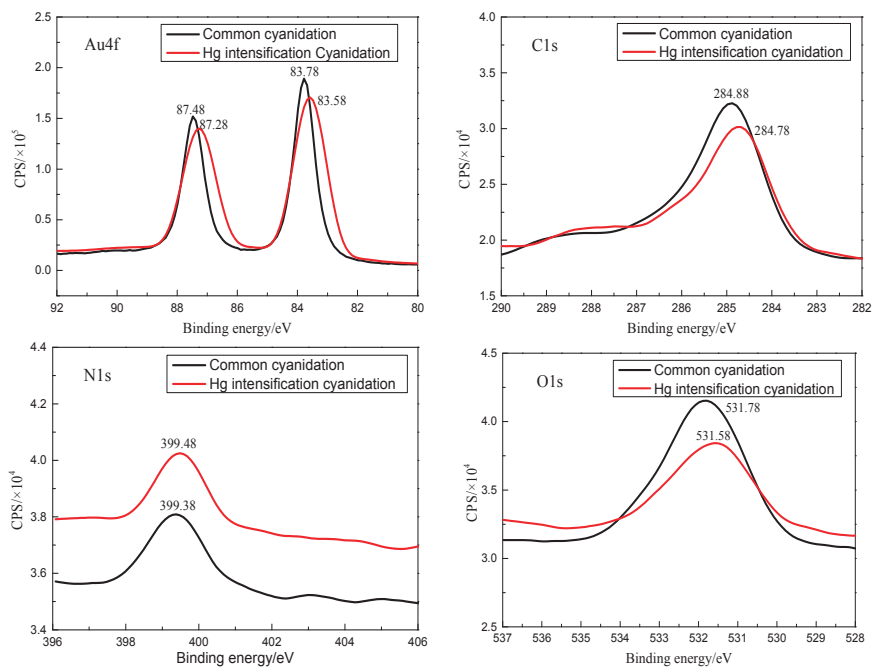 Au4f
Common cyanidation
Hg intensification Cyanidation
83.78
83.58
87.48
87.28
2.5
2.0
1.5
1.0
0.5
0.0
CPS/×10⁵
92 90 88 86 84 82 80
Binding energy/eV
C1s
Common cyanidation
Hg intensification Cyanidation
284.88
284.78
4.0
3.5
3.0
2.5
2.0
1.5
CPS/×10⁴
290 289 288 287 286 285 284 283 282
Binding energy/eV
N1s
Common cyanidation
Hg intensification cyanidation
399.48
399.38
4.4
4.2
4.0
3.8
3.6
3.4
CPS/×10⁴
396 398 400 402 404 406
Binding energy/eV
O1s
Common cyanidation
Hg intensification cyanidation
531.78
531.58
4.5
4.0
3.5
3.0
2.5
CPS/×10⁴
537 536 535 534 533 532 531 530 529 528
Binding energy/eV